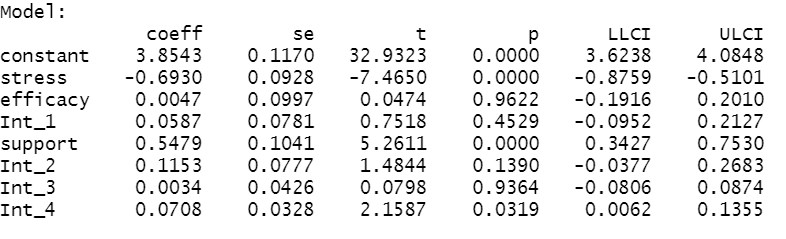 Model:
coeff se t p LLCI ULCI
constant 3.8543 0.1170 32.9323 0.0000 3.6238 4.0848
stress -0.6930 0.0928 -7.4650 0.0000 -0.8759 -0.5101
efficacy 0.0047 0.0997 0.0474 0.9622 -0.1916 0.2010
Int_1 0.0587 0.0781 0.7518 0.4529 -0.0952 0.2127
support 0.5479 0.1041 5.2611 0.0000 0.3427 0.7530
Int_2 0.1153 0.0777 1.4844 0.1390 -0.0377 0.2683
Int_3 0.0034 0.0426 0.0798 0.9364 -0.0806 0.0874
Int_4 0.0708 0.0328 2.1587 0.0319 0.0062 0.1355